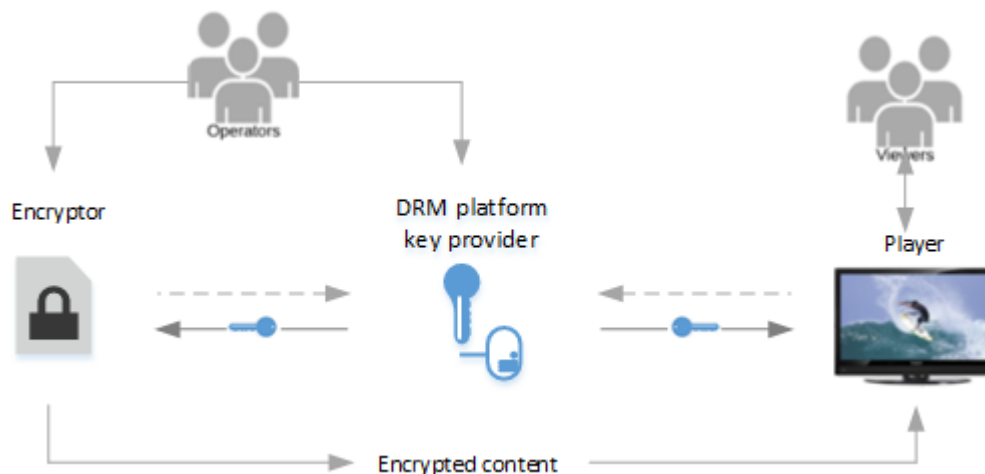 Operators
Viewers
Encryptor
DRM platform
key provider
Player
Encrypted content